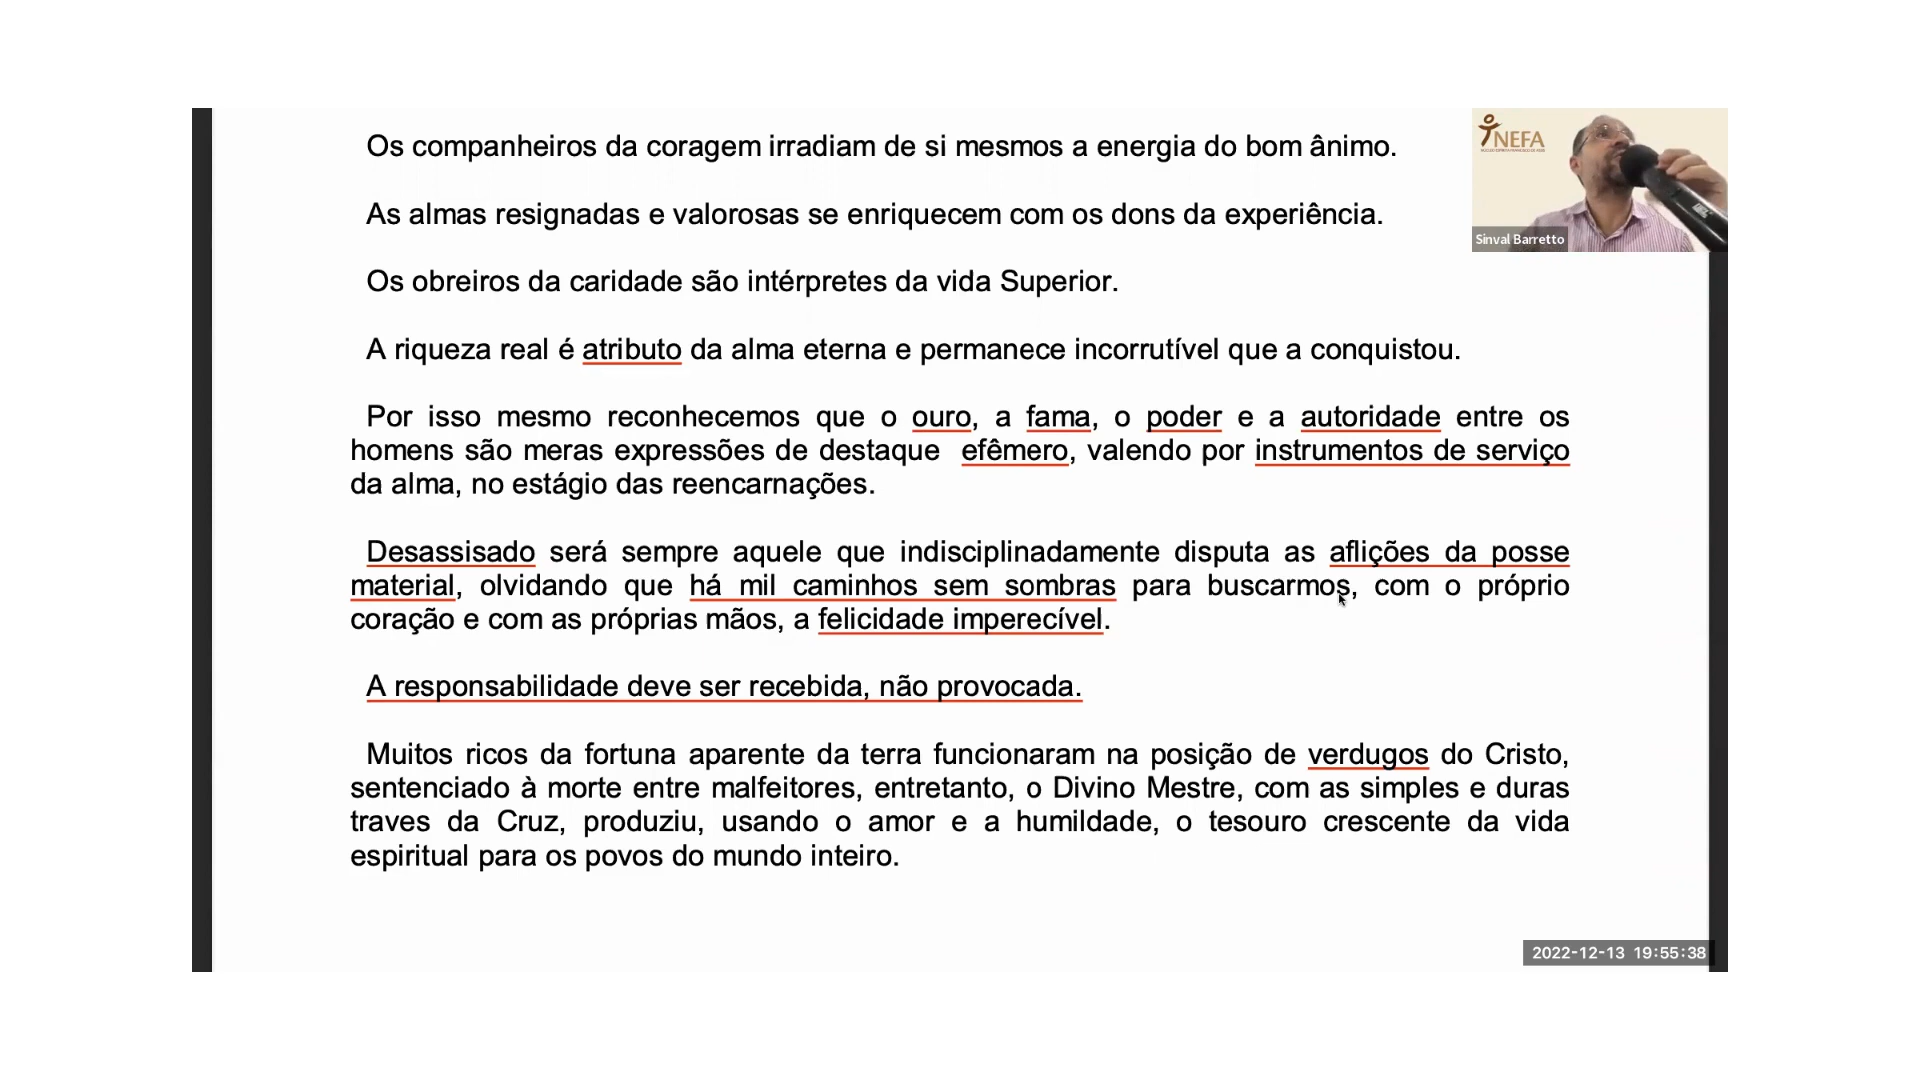 Os companheiros da coragem irradiam de si mesmos a energia do bom ânimo.
As almas resignadas e valorosas se enriquecem com os dons da experiência.
Os obreiros da caridade são intérpretes da vida Superior.
A riqueza real é atributo da alma eterna e permanece incorrutível que a conquistou.
Por isso mesmo reconhecemos que o ouro, a fama, o poder e a autoridade entre os
homens são meras expressões de destaque efêmero, valendo por instrumentos de serviço
da alma, no estágio das reencarnações.
Desassisado será sempre aquele que indisciplinadamente disputa as aflições da posse
material, olvidando que há mil caminhos sem sombras para buscarmos, com o próprio
coração e com as próprias mãos, a felicidade imperecível.
A responsabilidade deve ser recebida, não provocada.
Muitos ricos da fortuna aparente da terra funcionaram na posição de verdugos do Cristo,
sentenciado à morte entre malfeitores, entretanto, o Divino Mestre, com as simples e duras
traves da Cruz, produziu, usando o amor e a humildade, o tesouro crescente da vida
espiritual para os povos do mundo inteiro.
NEFA
Sinval Barretto
2022-12-13 19:55:38